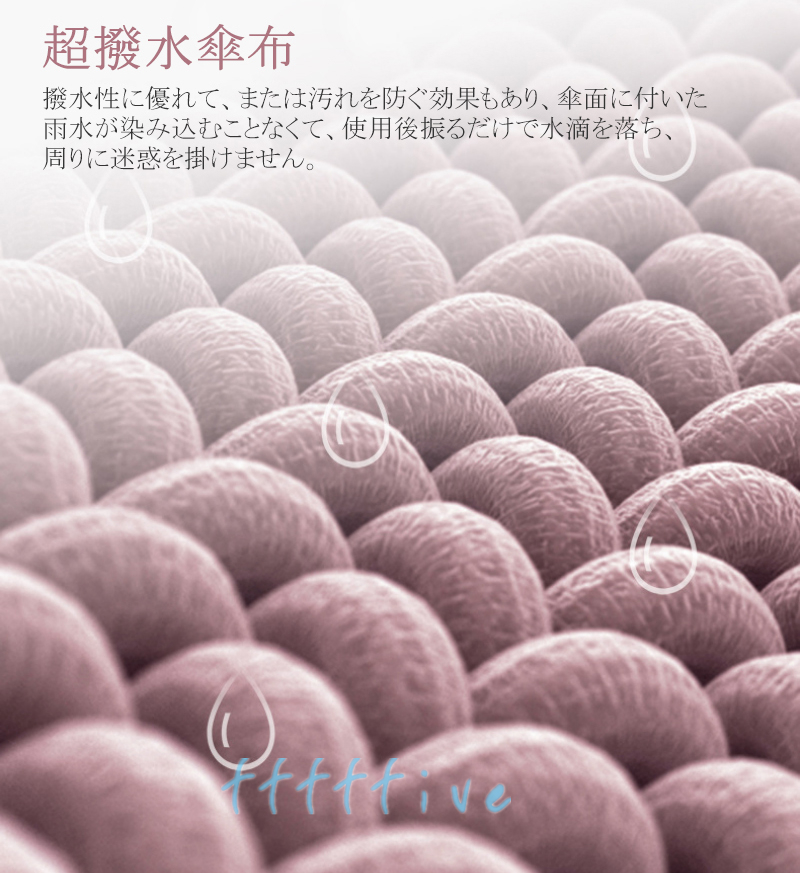 超撥水傘布
撥水性に優れて、または汚れを防ぐ効果もあり、傘面に付いた
雨水が染み込むことなくて、使用後振るだけで水滴を落ち、
周りに迷惑を掛けません。
tttttive